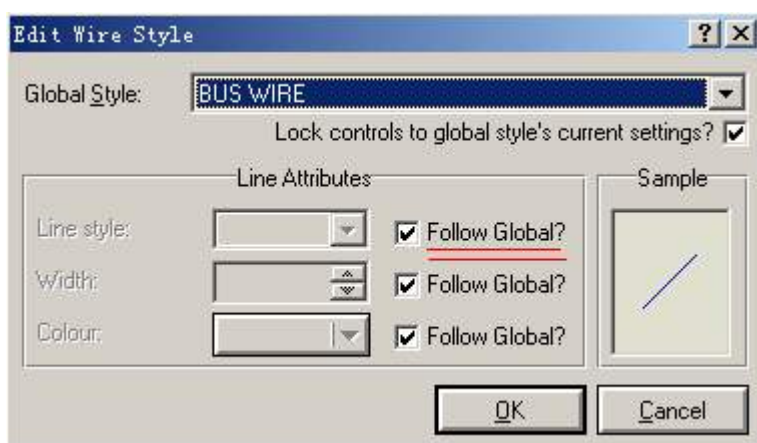 Edit Wire Style
Global Style: BUS WIRE
Lock controls to global style's current settings?
Line Attributes
Sample
Line style: Follow Global?
Width: Follow Global?
Colour: Follow Global?
OK Cancel